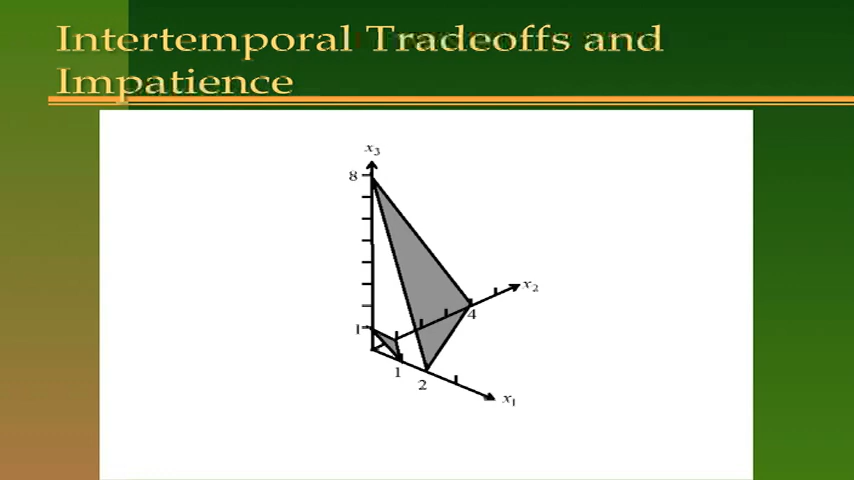 Intertemporal Tradeoffs and
Impatience
x3
8
x2
4
1
1
2
x1